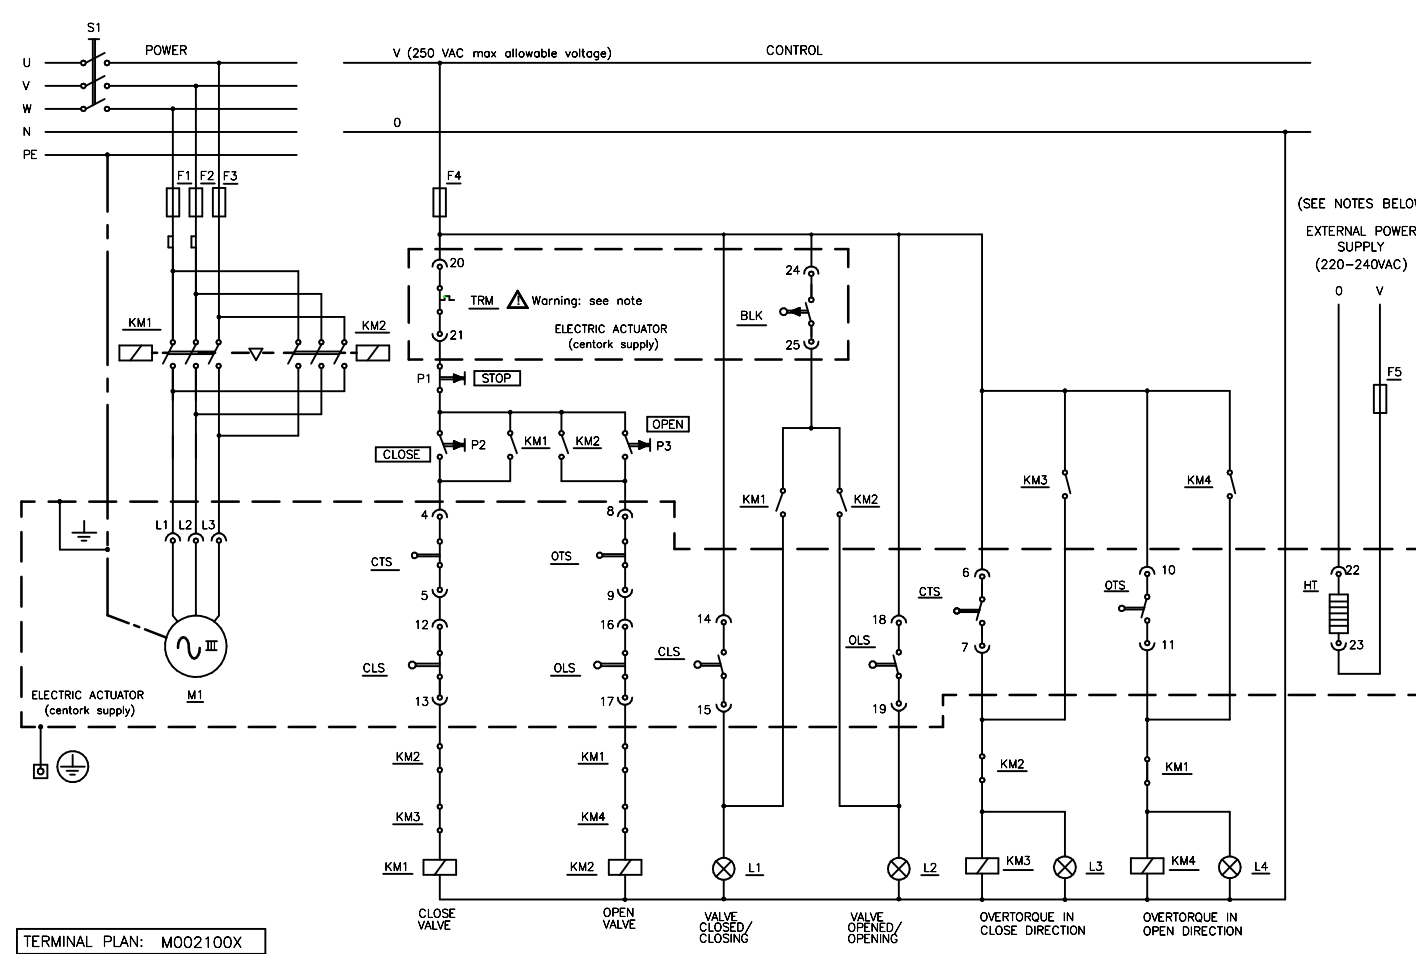 S1
POWER
V (250 VAC max allowable voltage)
CONTROL
U
V
W
N
PE
0
F1 F2 F3
F4
(SEE NOTES BELOW
EXTERNAL POWER
SUPPLY
(220-240VAC)
0 V
20
24
TRM
Warning: see note
BLK
21
ELECTRIC ACTUATOR
(centork supply)
25
KM1
KM2
P1
STOP
F5
OPEN
CLOSE
P2
KM1
KM2
P3
KM3
KM4
KM1
KM2
L1 L2 L3
4
8
CTS
OTS
6
10
22
CTS
OTS
HT
5
9
12
16
14
18
7
11
23
III
CLS
OLS
CLS
OLS
M1
13
17
15
19
ELECTRIC ACTUATOR
(centork supply)
KM2
KM1
KM2
KM1
KM3
KM4
KM1
KM2
L1
L2
KM3
L3
KM4
L4
CLOSE
VALVE
OPEN
VALVE
VALVE
CLOSED/
CLOSING
VALVE
OPENED/
OPENING
OVERTORQUE IN
CLOSE DIRECTION
OVERTORQUE IN
OPEN DIRECTION
TERMINAL PLAN: M002100X